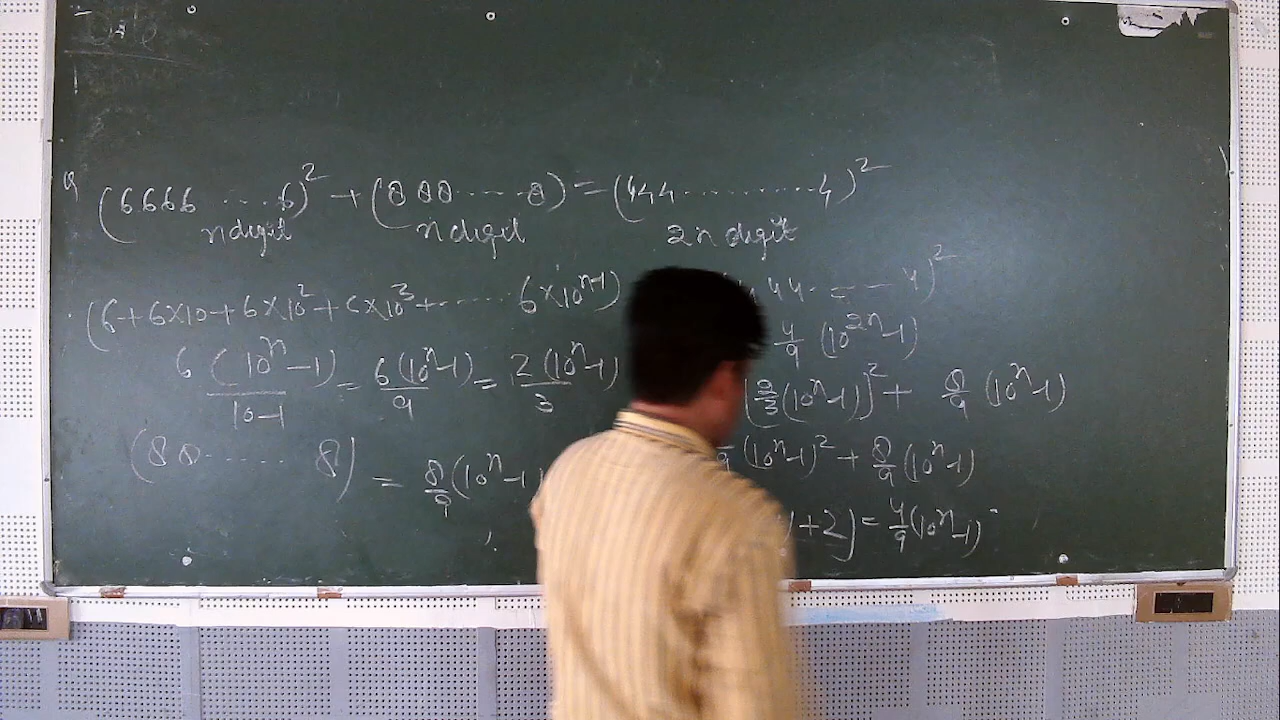 Q (6666 ....6)² + (888.....8) = (444..........4)²
n digit n digit 2n digit
(6+6×10+6×10²+6×10³+....... 6×10ⁿ⁻¹) 44. - - - 4)²
6 (10ⁿ-1)/10-1 = 6(10ⁿ-1)/9 = 2(10ⁿ-1)/3 4/9 (10²ⁿ-1)
[2/3(10ⁿ-1)]² + 8/9 (10ⁿ-1)
(88...... 8) = 8/9(10ⁿ-1 9 (10ⁿ-1)² + 8/9 (10ⁿ-1)
1+2) = 4/9(10ⁿ-1)